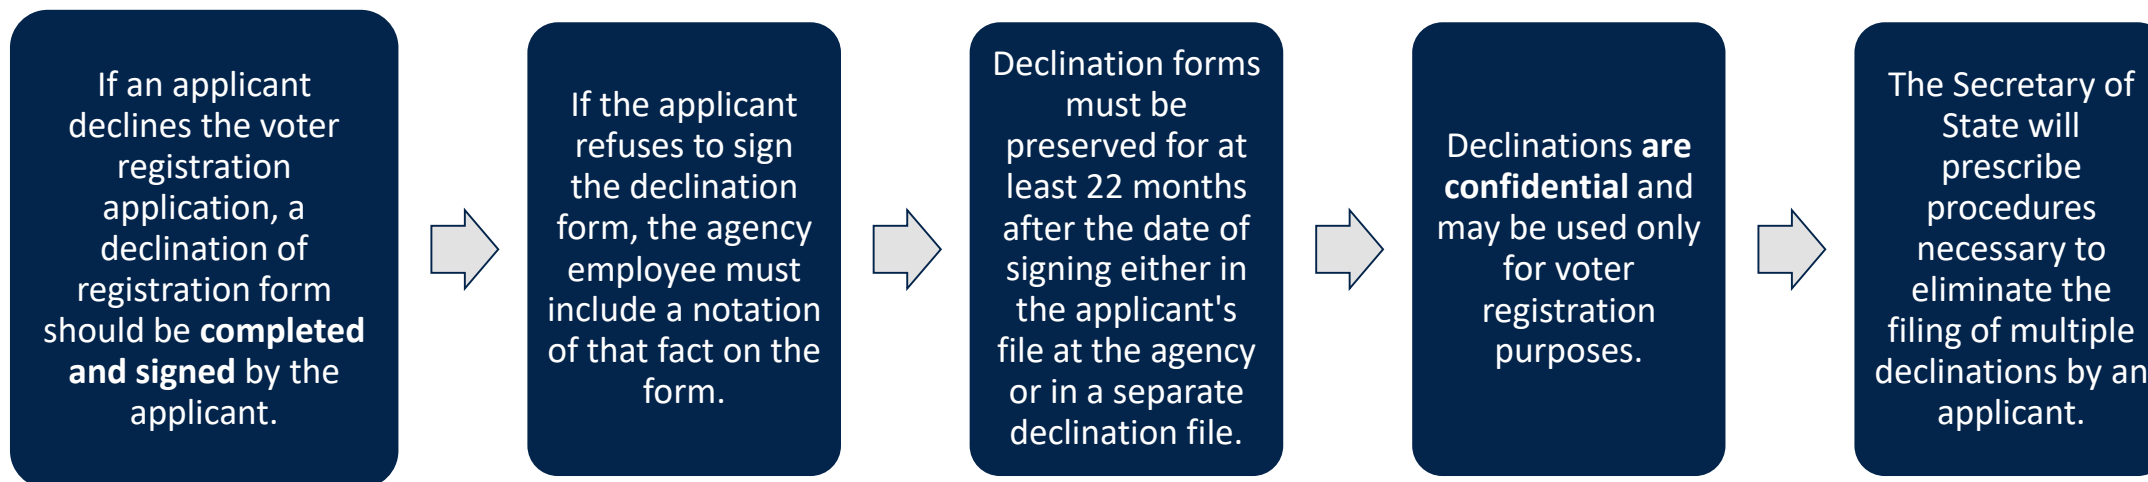 If an applicant
declines the voter
registration
application, a
declination of
registration form
should be completed
and signed by the
applicant.
If the applicant
refuses to sign
the declination
form, the agency
employee must
include a notation
of that fact on the
form.
Declination forms
must be
preserved for at
least 22 months
after the date of
signing either in
the applicant's
file at the agency
or in a separate
declination file.
Declinations are
confidential and
may be used only
for voter
registration
purposes.
The Secretary of
State will
prescribe
procedures
necessary to
eliminate the
filing of multiple
declinations by an
applicant.